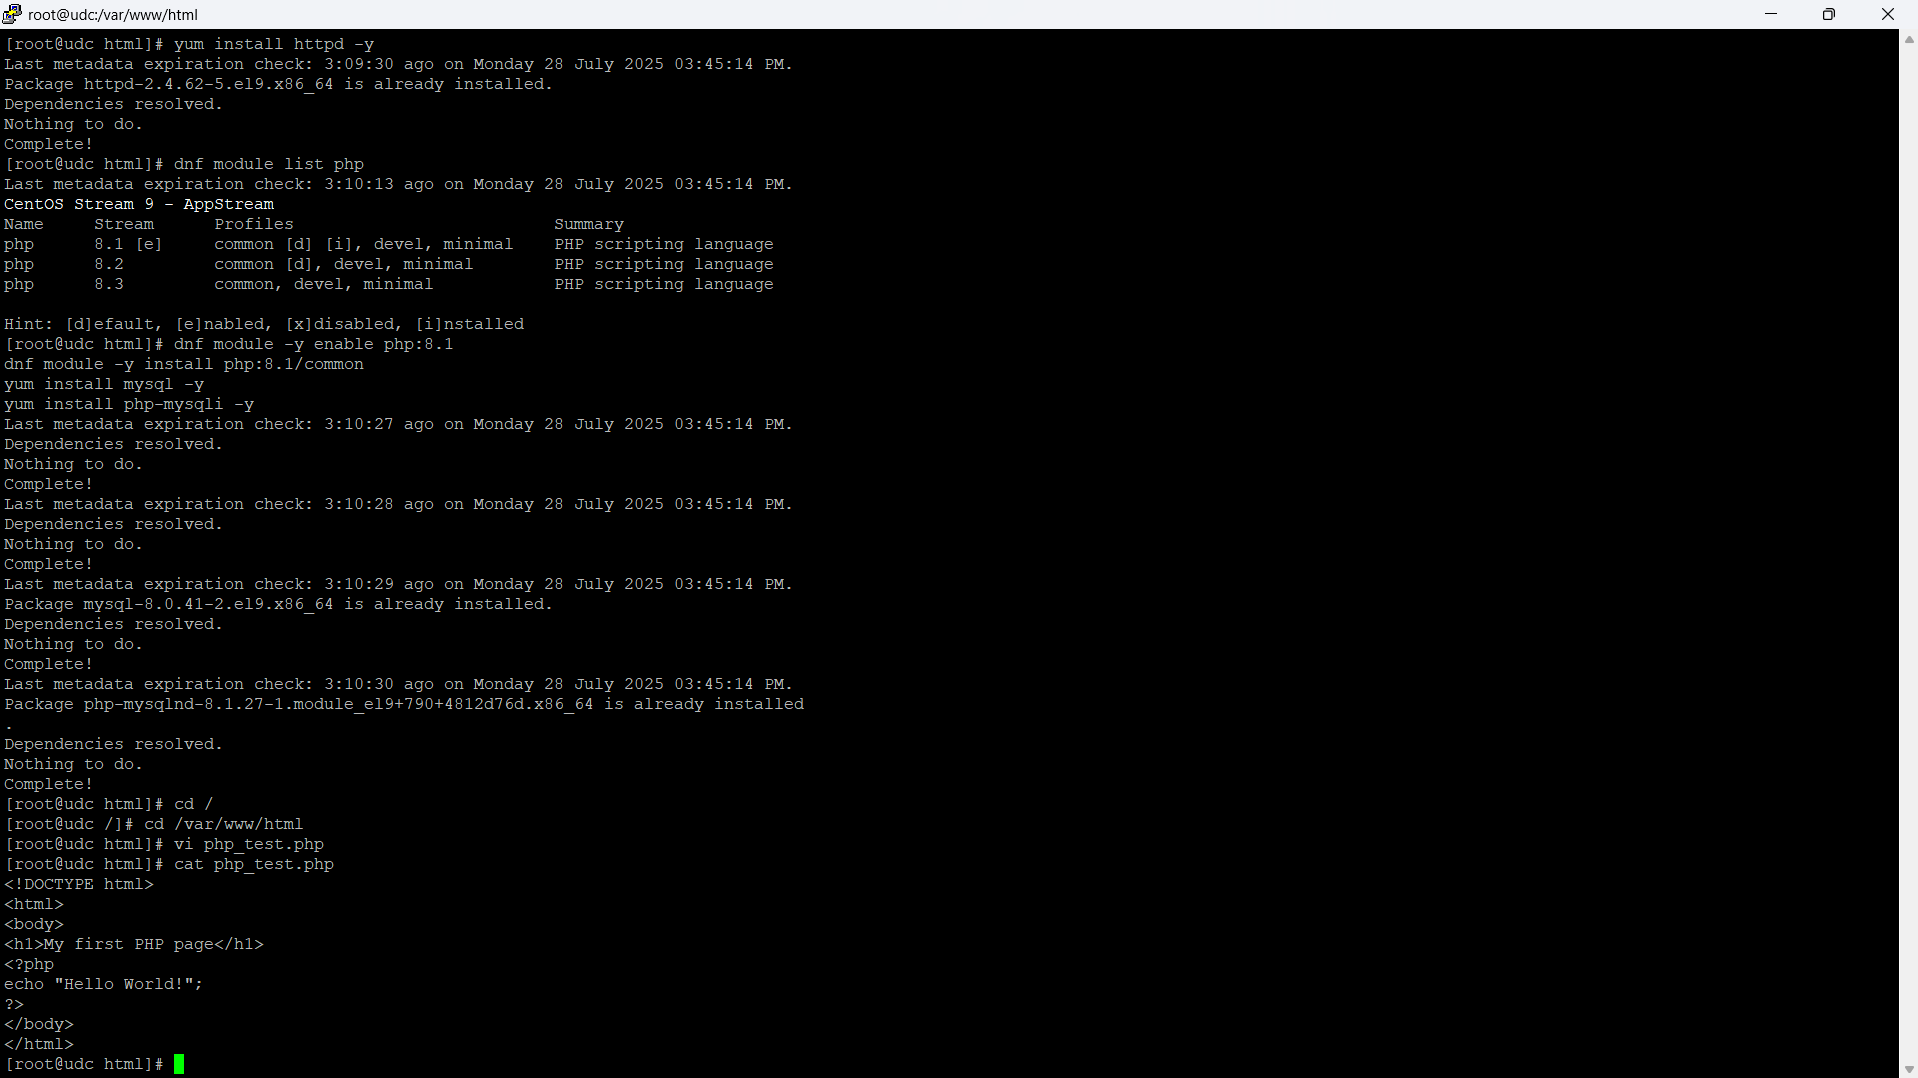 root@udc:/var/www/html
[root@udc html]# yum install httpd -y
Last metadata expiration check: 3:09:30 ago on Monday 28 July 2025 03:45:14 PM.
Package httpd-2.4.62-5.el9.x86_64 is already installed.
Dependencies resolved.
Nothing to do.
Complete!
[root@udc html]# dnf module list php
Last metadata expiration check: 3:10:13 ago on Monday 28 July 2025 03:45:14 PM.
CentOS Stream 9 - AppStream
Name     Stream      Profiles                          Summary
php      8.1 [e]     common [d] [i], devel, minimal    PHP scripting language
php      8.2         common [d], devel, minimal        PHP scripting language
php      8.3         common, devel, minimal            PHP scripting language
Hint: [d]efault, [e]nabled, [x]disabled, [i]nstalled
[root@udc html]# dnf module -y enable php:8.1
dnf module -y install php:8.1/common
yum install mysql -y
yum install php-mysqli -y
Last metadata expiration check: 3:10:27 ago on Monday 28 July 2025 03:45:14 PM.
Dependencies resolved.
Nothing to do.
Complete!
Last metadata expiration check: 3:10:28 ago on Monday 28 July 2025 03:45:14 PM.
Dependencies resolved.
Nothing to do.
Complete!
Last metadata expiration check: 3:10:29 ago on Monday 28 July 2025 03:45:14 PM.
Package mysql-8.0.41-2.el9.x86_64 is already installed.
Dependencies resolved.
Nothing to do.
Complete!
Last metadata expiration check: 3:10:30 ago on Monday 28 July 2025 03:45:14 PM.
Package php-mysqlnd-8.1.27-1.module_el9+790+4812d76d.x86_64 is already installed
.
Dependencies resolved.
Nothing to do.
Complete!
[root@udc html]# cd /
[root@udc /]# cd /var/www/html
[root@udc html]# vi php_test.php
[root@udc html]# cat php_test.php
<!DOCTYPE html>
<html>
<body>
<h1>My first PHP page</h1>
<?php
echo "Hello World!";
?>
</body>
</html>
[root@udc html]#